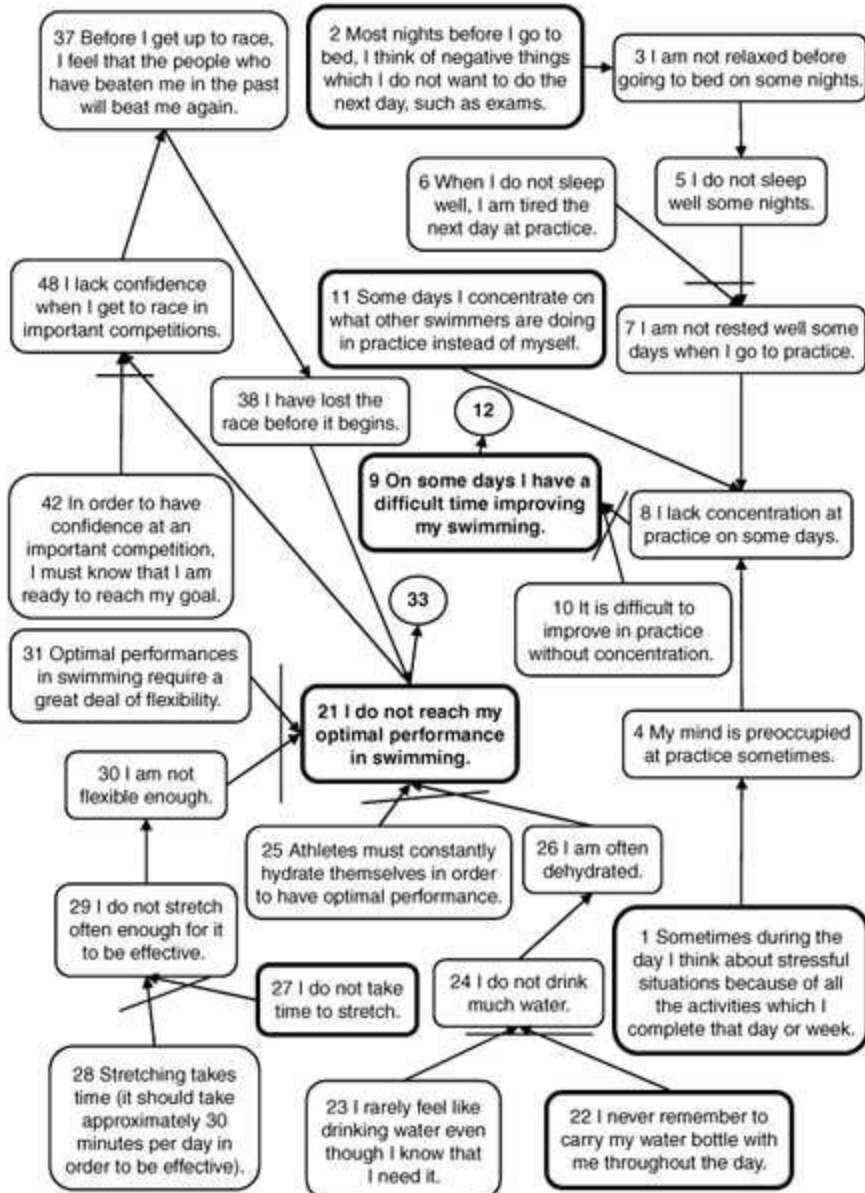 37 Before I get up to race,
I feel that the people who
have beaten me in the past
will beat me again.
2 Most nights before I go to
bed, I think of negative things
which I do not want to do the
next day, such as exams.
3 I am not relaxed before
going to bed on some nights.
6 When I do not sleep
well, I am tired the
next day at practice.
5 I do not sleep
well some nights.
48 I lack confidence
when I get to race in
important competitions.
11 Some days I concentrate on
what other swimmers are doing
in practice instead of myself.
7 I am not rested well some
days when I go to practice.
38 I have lost the
race before it begins.
12
9 On some days I have a
difficult time improving
my swimming.
8 I lack concentration at
practice on some days.
42 In order to have
confidence at an
important competition,
I must know that I am
ready to reach my goal.
33
10 It is difficult to
improve in practice
without concentration.
31 Optimal performances
in swimming require a
great deal of flexibility.
21 I do not reach my
optimal performance
in swimming.
4 My mind is preoccupied
at practice sometimes.
30 I am not
flexible enough.
25 Athletes must constantly
hydrate themselves in order
to have optimal performance.
26 I am often
dehydrated.
29 I do not stretch
often enough for it
to be effective.
27 I do not take
time to stretch.
24 I do not drink
much water.
1 Sometimes during the
day I think about stressful
situations because of all
the activities which I
complete that day or week.
28 Stretching takes
time (it should take
approximately 30
minutes per day in
order to be effective).
23 I rarely feel like
drinking water even
though I know that
I need it.
22 I never remember to
carry my water bottle with
me throughout the day.